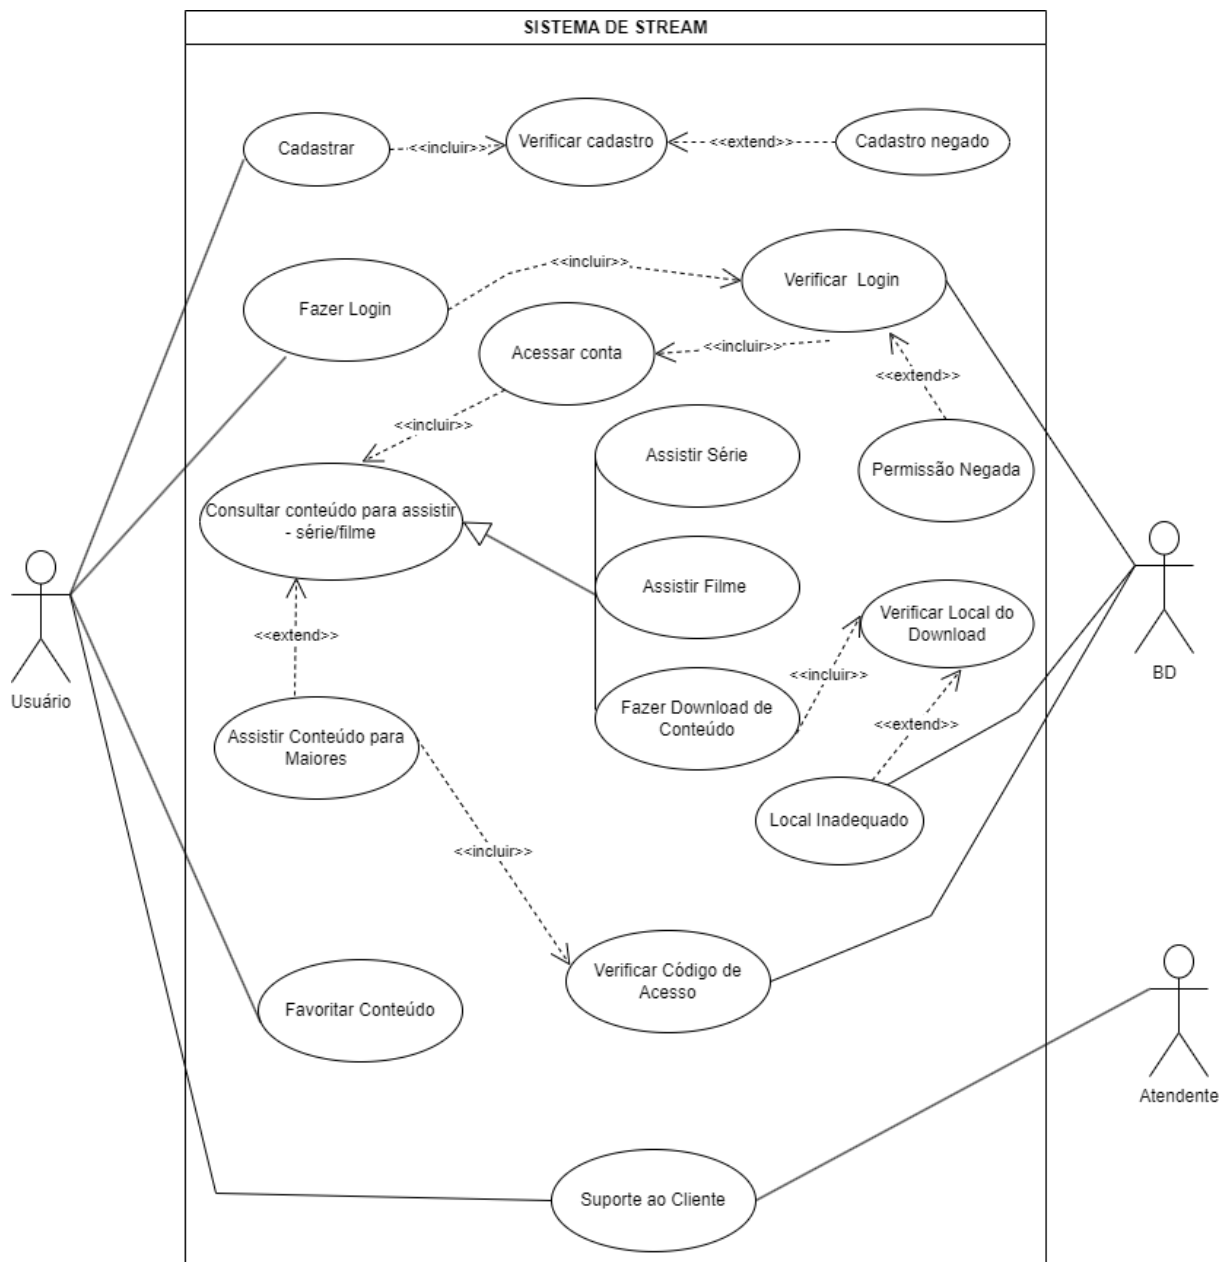 SISTEMA DE STREAM
Cadastrar
<<incluir>>
Verificar cadastro
<<extend>>
Cadastro negado
Fazer Login
<<incluir>>
Verificar Login
Acessar conta
<<incluir>>
<<extend>>
<<incluir>>
Assistir Série
Permissão Negada
Consultar conteúdo para assistir
- série/filme
Assistir Filme
Verificar Local do
Download
<<extend>>
<<incluir>>
Usuário
BD
Fazer Download de
Conteúdo
<<extend>>
Assistir Conteúdo para
Maiores
Local Inadequado
<<incluir>>
Verificar Código de
Acesso
Favoritar Conteúdo
Atendente
Suporte ao Cliente